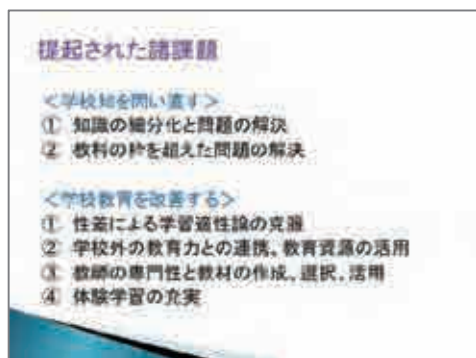 提起された諸課題
＜学校知を問い直す＞
① 知識の細分化と問題の解決
② 教科の枠を超えた問題の解決
＜学校教育を改善する＞
① 性差による学習適性論の克服
② 学校外の教育力との連携、教育資源の活用
③ 教師の専門性と教材の作成、選択、活用
④ 体験学習の充実